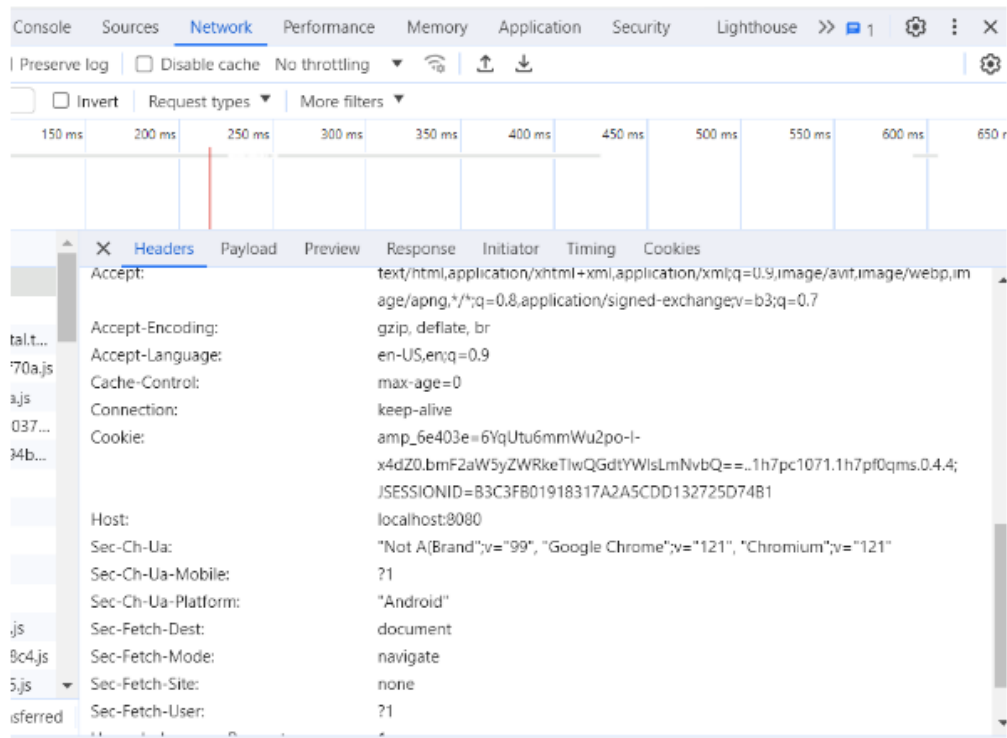 Console Sources Network Performance Memory Application Security Lighthouse 1
Preserve log Disable cache No throttling
Invert Request types More filters
150 ms 200 ms 250 ms 300 ms 350 ms 400 ms 450 ms 500 ms 550 ms 600 ms 650
Headers Payload Preview Response Initiator Timing Cookies
Accept: text/html,application/xhtml+xml,application/xml;q=0.9,image/avif,image/webp,im
age/apng,*/*;q=0.8,application/signed-exchange;v=b3;q=0.7
Accept-Encoding: gzip, deflate, br
tal.t...
Accept-Language: en-US,en;q=0.9
f70a.js
Cache-Control: max-age=0
a.js
Connection: keep-alive
037...
Cookie: amp_6e403e=6YqUtu6mmWu2po-I-
94b...
x4dZ0.bmF2aW5yZWRkeTIwQGdtYWlsLmNvbQ==..1h7pc1071.1h7pf0qms.0.4.4;
JSESSIONID=B3C3FB01918317A2A5CDD132725D74B1
Host: localhost:8080
Sec-Ch-Ua: "Not A(Brand";v="99", "Google Chrome";v="121", "Chromium";v="121"
Sec-Ch-Ua-Mobile: ?1
Sec-Ch-Ua-Platform: "Android"
.js
Sec-Fetch-Dest: document
8c4.js
Sec-Fetch-Mode: navigate
5.js
Sec-Fetch-Site: none
sferred
Sec-Fetch-User: ?1